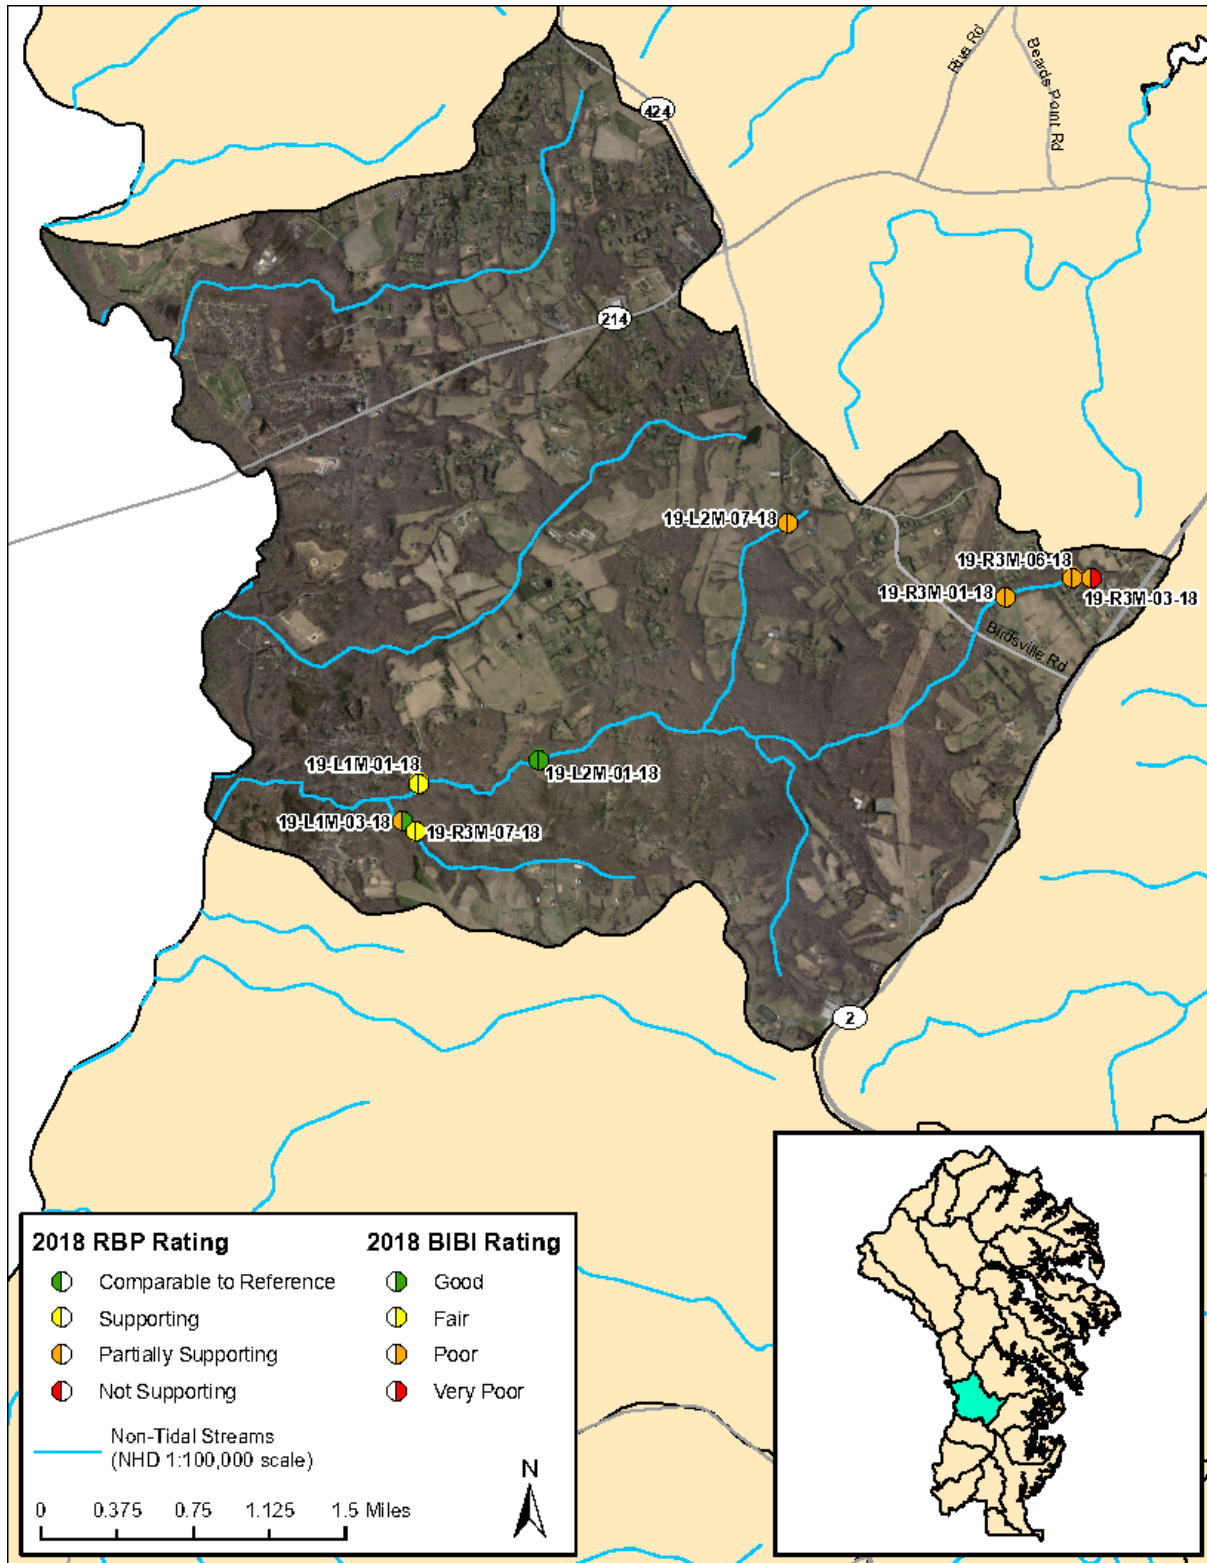 424
Riva Rd
Beards Point Rd
214
19-L2M-07-18
19-R3M-06-18
19-R3M-01-18
19-R3M-03-18
Birdsville Rd
19-L1M-01-18
19-L2M-01-18
19-L1M-03-18
19-R3M-07-18
2
2018 RBP Rating
Comparable to Reference
Supporting
Partially Supporting
Not Supporting
2018 BIBI Rating
Good
Fair
Poor
Very Poor
Non-Tidal Streams
(NHD 1:100,000 scale)
N
0 0.375 0.75 1.125 1.5 Miles